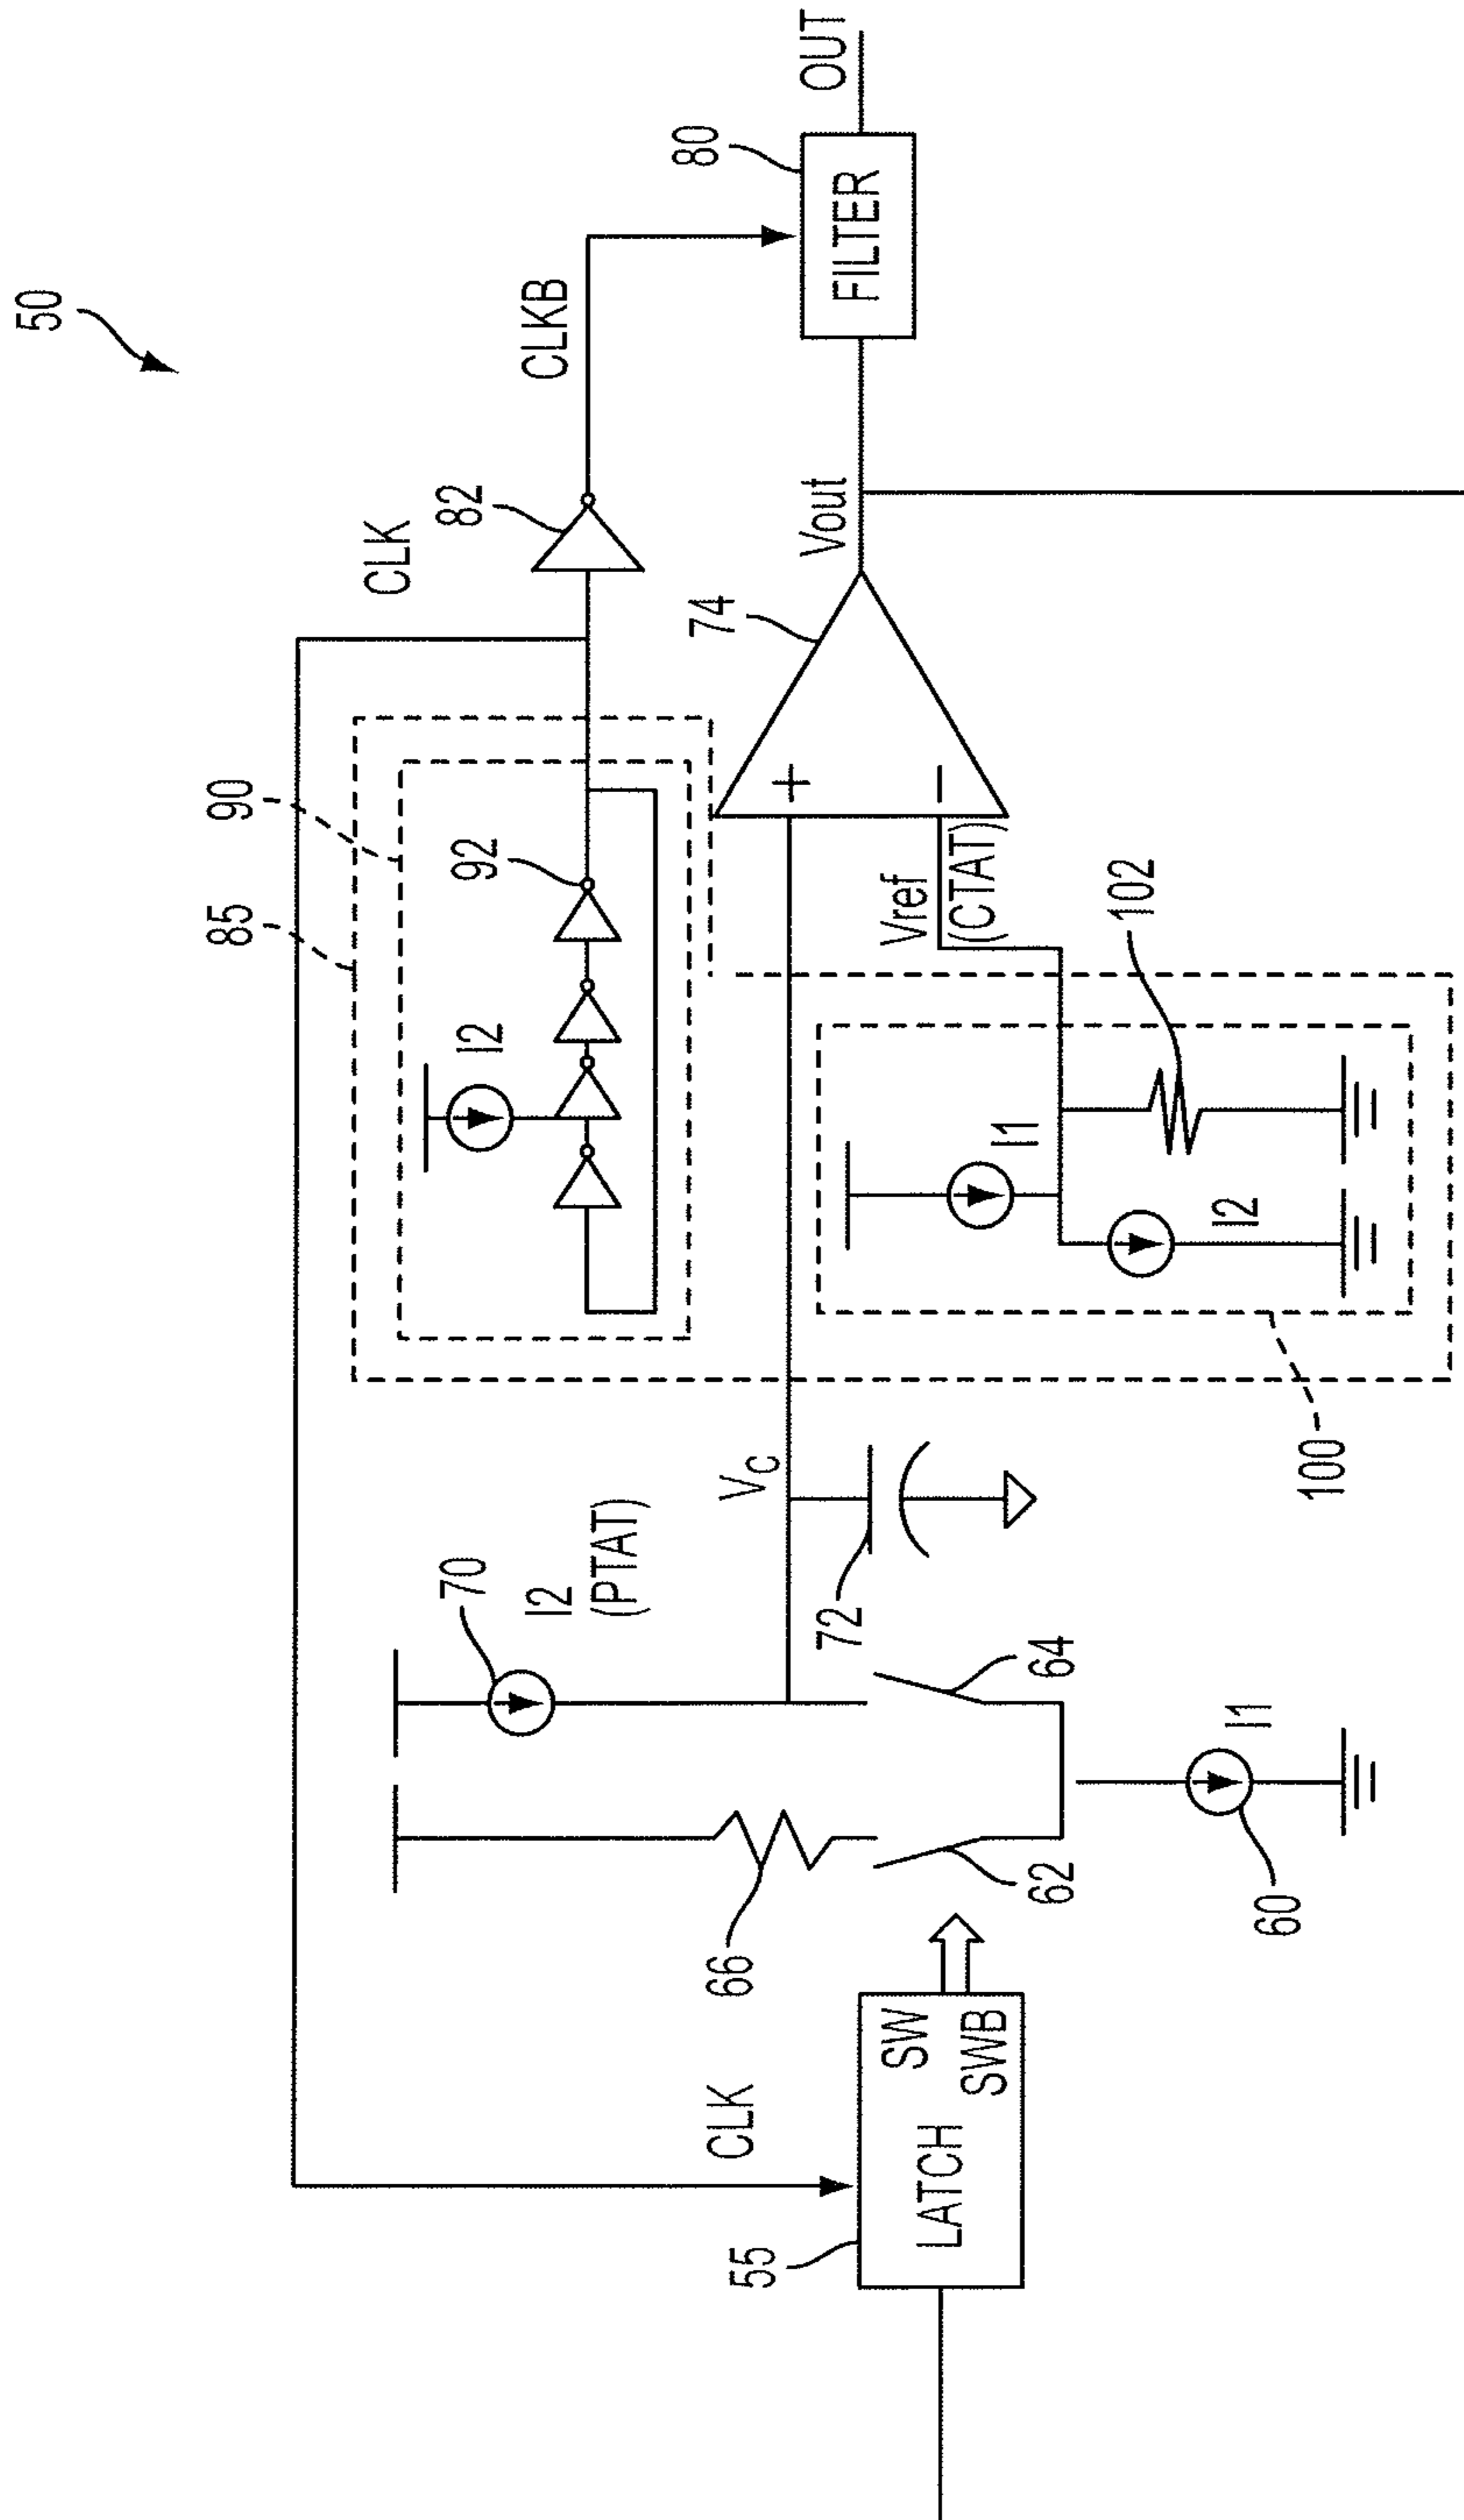 50
CLK
82
CLKB
80
FILTER
OUT
85
90
I2
92
74
+
−
Vout
Vref
(CTAT)
I1
I2
102
100
70
I2
(PTAT)
VC
72
66
62
64
I1
60
CLK
55
LATCH
SW
SWB